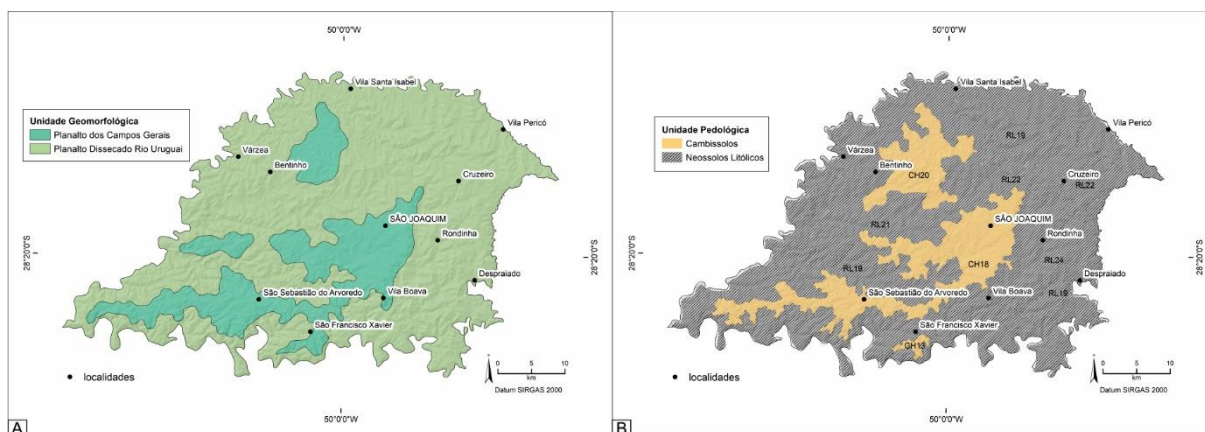 50°0'0"W
Unidade Geomorfológica
Planalto dos Campos Gerais
Planalto Dissecado Rio Uruguai
Vila Santa Isabel
Vila Pericó
Várzea
Bentinho
Cruzeiro
SÃO JOAQUIM
Rondinha
28°20'0"S
28°20'0"S
Despraiado
São Sebastião do Arvoredo
Vila Boava
São Francisco Xavier
localidades
0 5 10
km
Datum SIRGAS 2000
50°0'0"W
A
50°0'0"W
Unidade Pedológica
Cambissolos
Neossolos Litólicos
Vila Santa Isabel
Vila Pericó
RL19
Várzea
Bentinho
CH20
RL22
Cruzeiro
RL22
RL21
SÃO JOAQUIM
Rondinha
28°20'0"S
28°20'0"S
RL19
CH18
RL24
Despraiado
São Sebastião do Arvoredo
Vila Boava
RL19
São Francisco Xavier
CH13
localidades
0 5 10
km
Datum SIRGAS 2000
50°0'0"W
B